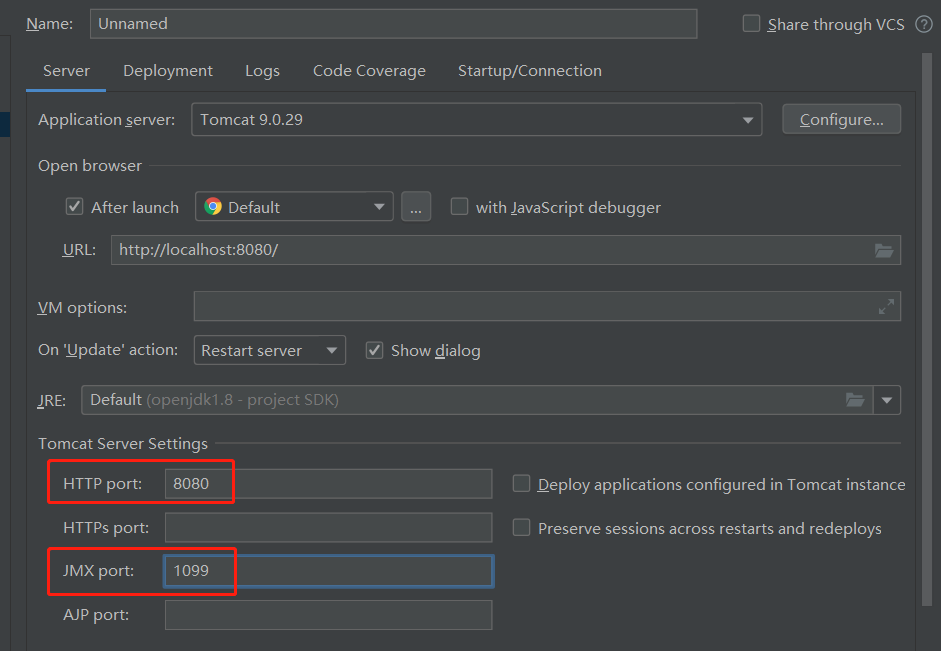 Name: Unnamed Share through VCS ?
Server Deployment Logs Code Coverage Startup/Connection
Application server: Tomcat 9.0.29 Configure...
Open browser
After launch Default ... with JavaScript debugger
URL: http://localhost:8080/
VM options:
On 'Update' action: Restart server Show dialog
JRE: Default (openjdk1.8 - project SDK)
Tomcat Server Settings
HTTP port: 8080 Deploy applications configured in Tomcat instance
HTTPs port: Preserve sessions across restarts and redeploys
JMX port: 1099
AJP port: